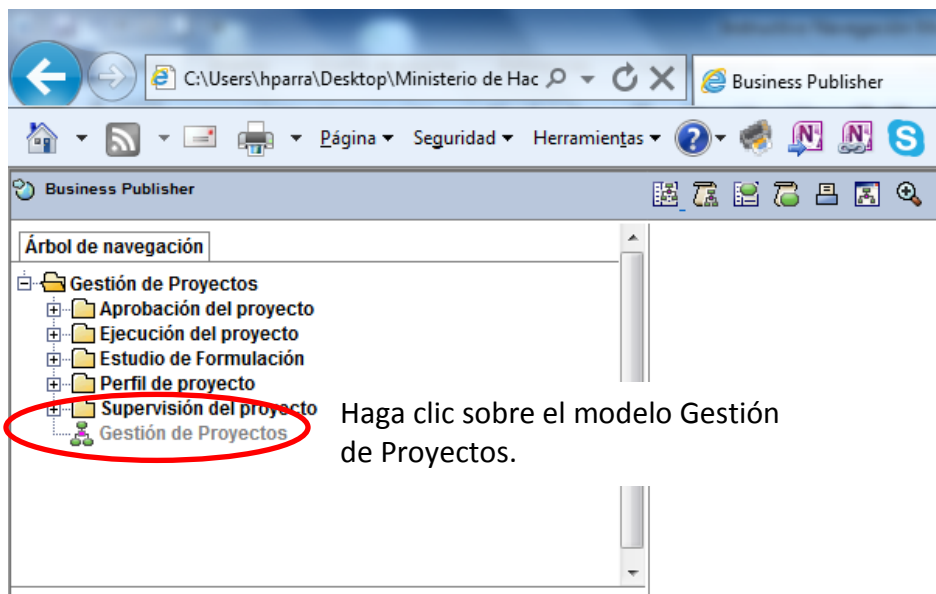 C:\Users\hparra\Desktop\Ministerio de Hac
Business Publisher
Página
Seguridad
Herramientas
Business Publisher
Árbol de navegación
Gestión de Proyectos
Aprobación del proyecto
Ejecución del proyecto
Estudio de Formulación
Perfil de proyecto
Supervisión del proyecto
Gestión de Proyectos
Haga clic sobre el modelo Gestión
de Proyectos.